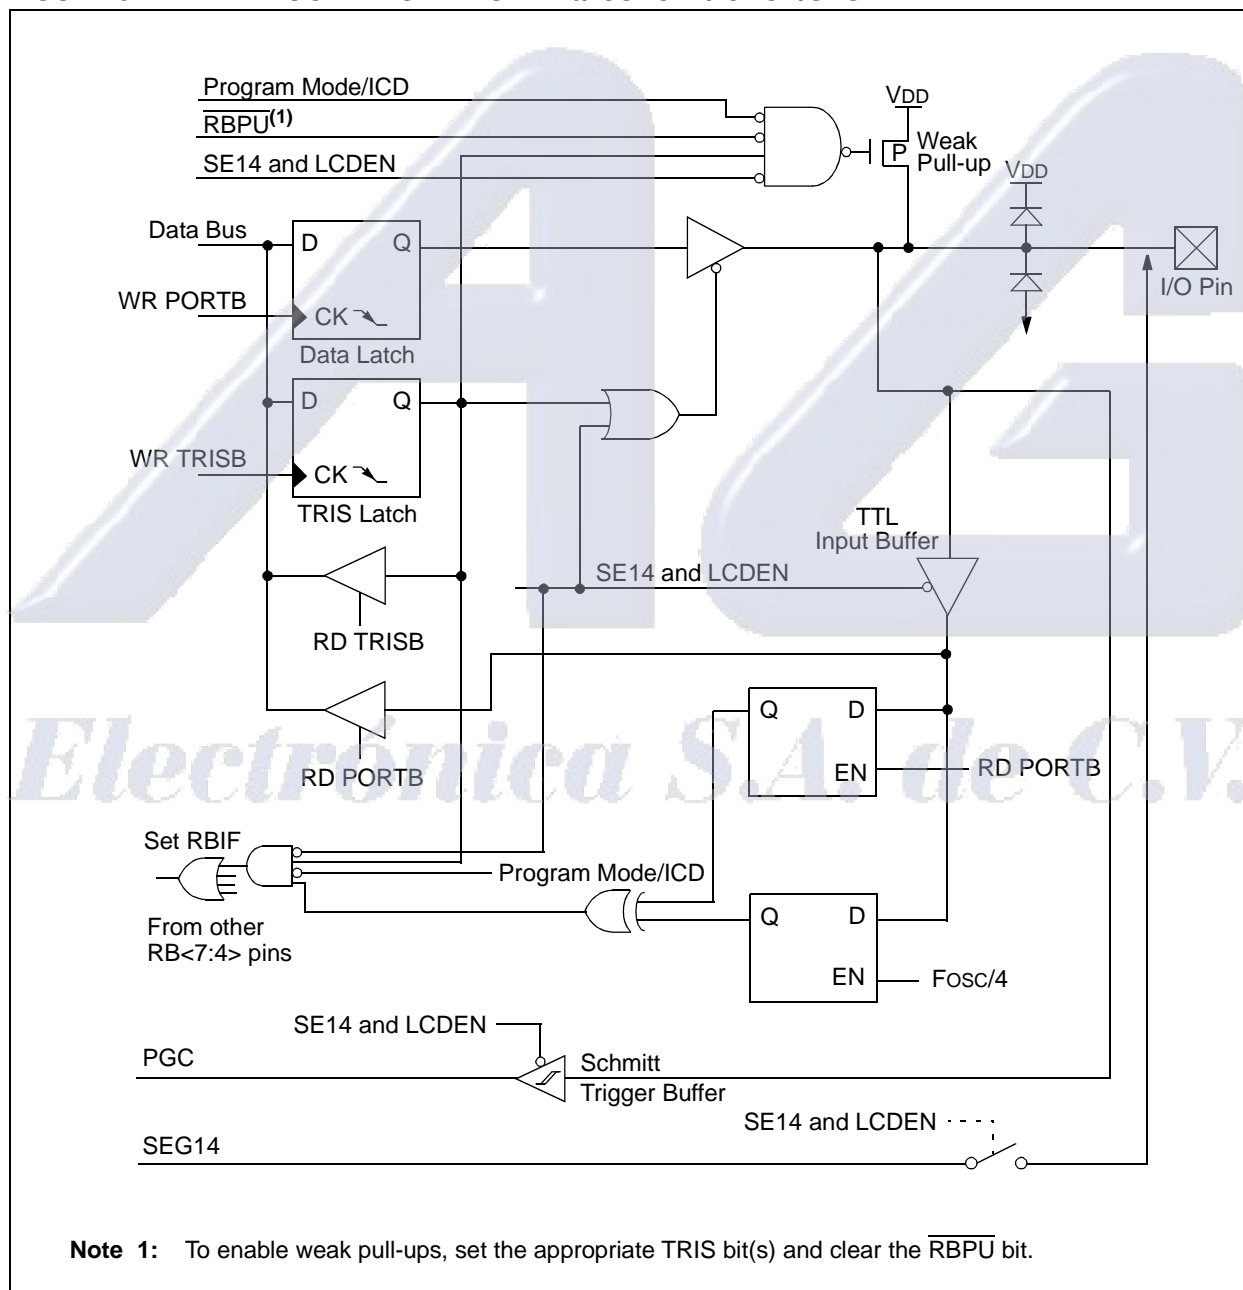 Program Mode/ICD
RBPU(1)
SE14 and LCDEN
VDD
P
Weak
Pull-up
VDD
Data Bus
D
Q
WR PORTB
CK
Data Latch
I/O Pin
D
Q
WR TRISB
CK
TRIS Latch
TTL
Input Buffer
SE14 and LCDEN
RD TRISB
Q
D
EN
RD PORTB
RD PORTB
Electrónica S.A. de C.V.
Set RBIF
Program Mode/ICD
From other
RB<7:4> pins
Q
D
EN
FOSC/4
SE14 and LCDEN
PGC
Schmitt
Trigger Buffer
SE14 and LCDEN
SEG14
Note 1: To enable weak pull-ups, set the appropriate TRIS bit(s) and clear the RBPU bit.
AG